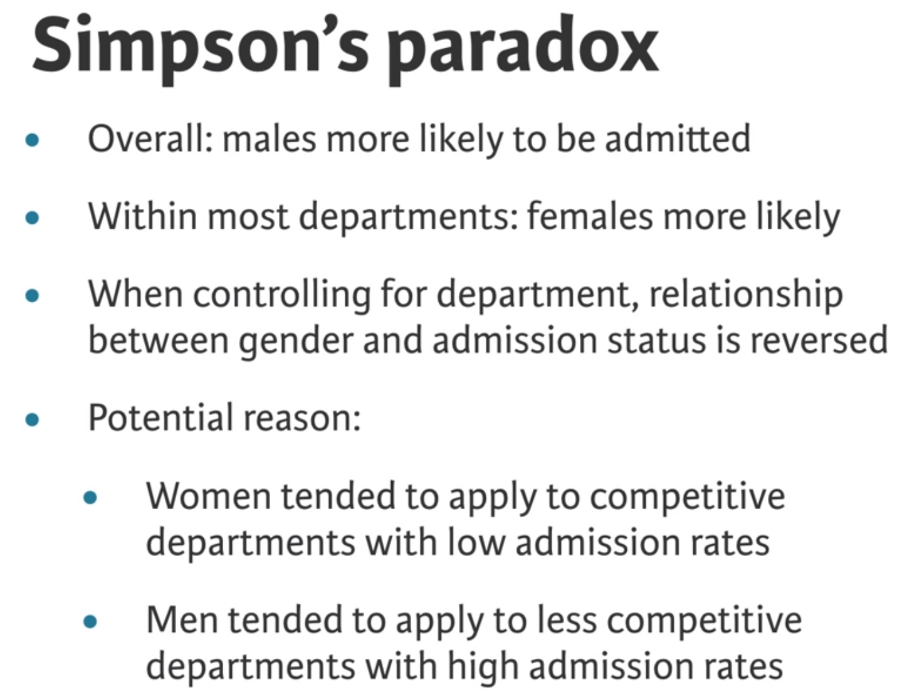 Simpson's paradox
• Overall: males more likely to be admitted
• Within most departments: females more likely
• When controlling for department, relationship
between gender and admission status is reversed
• Potential reason:
• Women tended to apply to competitive
departments with low admission rates
• Men tended to apply to less competitive
departments with high admission rates